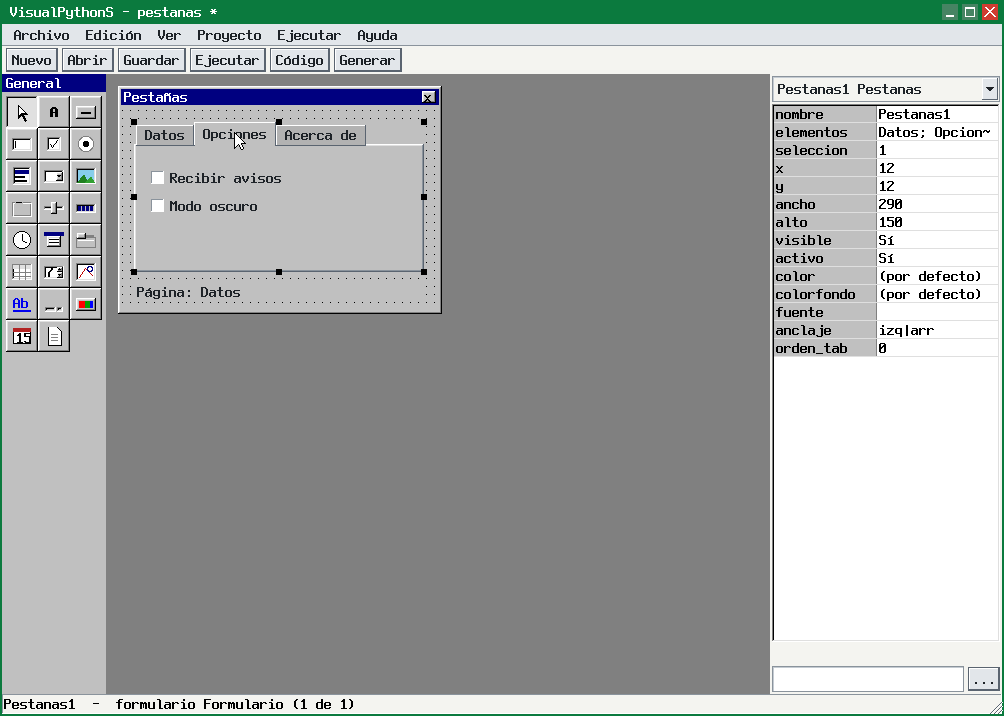 VisualPythonS - pestanas *
Archivo Edición Ver Proyecto Ejecutar Ayuda
Nuevo Abrir Guardar Ejecutar Código Generar
General
A
Ab
15
Pestañas
Datos Opciones Acerca de
Recibir avisos
Modo oscuro
Página: Datos
Pestanas1 Pestanas
nombre Pestanas1
elementos Datos; Opcion~
seleccion 1
x 12
y 12
ancho 290
alto 150
visible Sí
activo Sí
color (por defecto)
colorfondo (por defecto)
fuente
anclaje izq|arr
orden_tab 0
...
Pestanas1 - formulario Formulario (1 de 1)